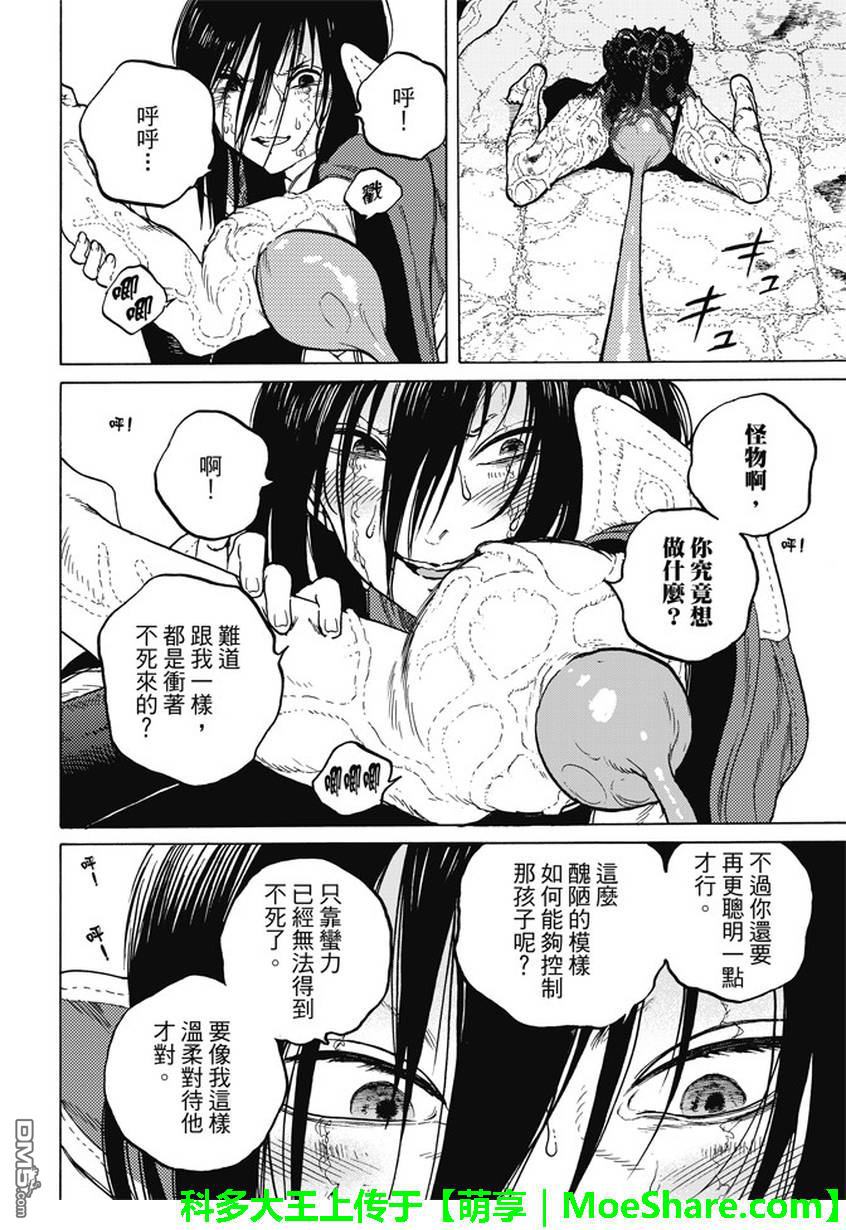 キュ
キュ
呼！
呼呼…
戳
唧唧
怪物啊，
你究竟想
做什麼？
呼！
啊！
呼！
難道
跟我一樣，
都是衝著
不死來的？
唧唧唧
不過你還要
再更聰明一點
才行。
這麼
醜陋的模樣
如何能夠控制
那孩子呢？
只靠蠻力
已經無法得到
不死了。
要像我這樣
溫柔對待他
才對。
呼！
呼！
DM5.com
科多大王上传于【萌享｜MoeShare.com】